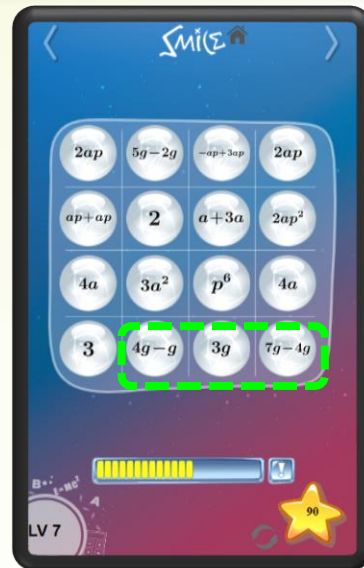 SMILE
2ap 5g−2g −ap+3ap 2ap
ap+ap 2 a+3a 2ap²
4a 3a² p⁶ 4a
3 4g−g 3g 7g−4g
!
B
E=mc²
A
LV 7
90